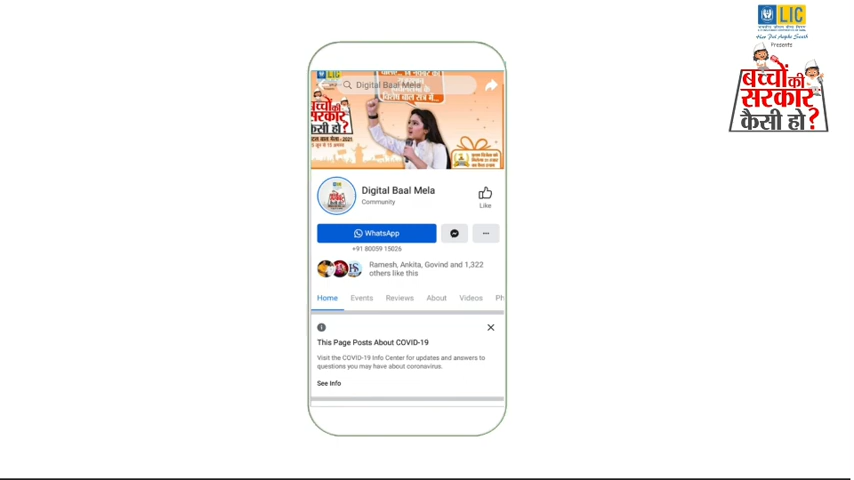 LIC
Presents
बच्चों की
सरकार
कैसी हो?
Digital Baal Mela
कैसी हो?
Digital Baal Mela
Community
Like
WhatsApp
+91 80059 15026
Ramesh, Ankita, Govind and 1,322
others like this
Home Events Reviews About Videos Ph
This Page Posts About COVID-19
Visit the COVID-19 Info Center for updates and answers to
questions you may have about coronavirus.
See Info